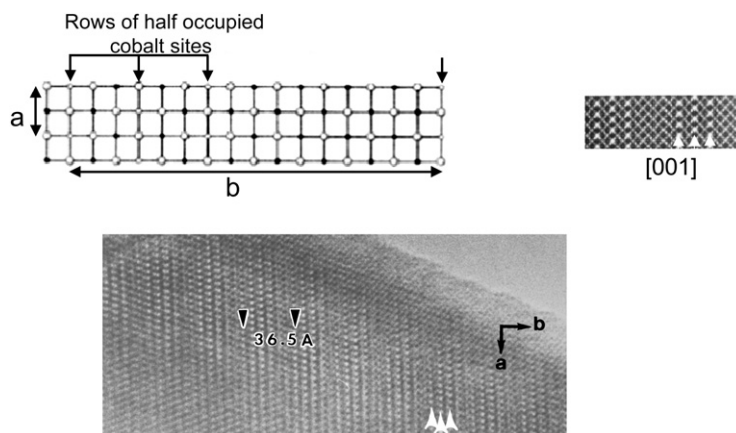 Rows of half occupied
cobalt sites
a
b
[001]
36.5A
b
a